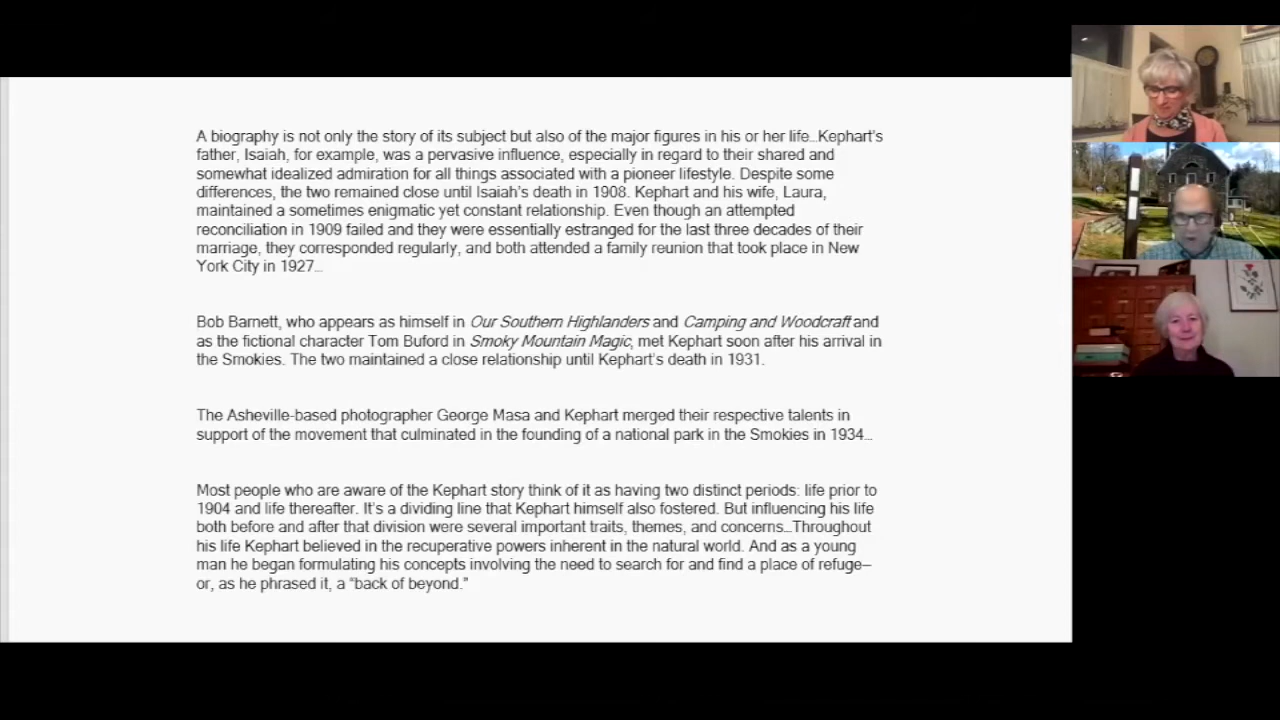 A biography is not only the story of its subject but also of the major figures in his or her life…Kephart's
father, Isaiah, for example, was a pervasive influence, especially in regard to their shared and
somewhat idealized admiration for all things associated with a pioneer lifestyle. Despite some
differences, the two remained close until Isaiah's death in 1908. Kephart and his wife, Laura,
maintained a sometimes enigmatic yet constant relationship. Even though an attempted
reconciliation in 1909 failed and they were essentially estranged for the last three decades of their
marriage, they corresponded regularly, and both attended a family reunion that took place in New
York City in 1927…
Bob Barnett, who appears as himself in Our Southern Highlanders and Camping and Woodcraft and
as the fictional character Tom Buford in Smoky Mountain Magic, met Kephart soon after his arrival in
the Smokies. The two maintained a close relationship until Kephart's death in 1931.
The Asheville-based photographer George Masa and Kephart merged their respective talents in
support of the movement that culminated in the founding of a national park in the Smokies in 1934…
Most people who are aware of the Kephart story think of it as having two distinct periods: life prior to
1904 and life thereafter. It's a dividing line that Kephart himself also fostered. But influencing his life
both before and after that division were several important traits, themes, and concerns…Throughout
his life Kephart believed in the recuperative powers inherent in the natural world. And as a young
man he began formulating his concepts involving the need to search for and find a place of refuge–
or, as he phrased it, a "back of beyond."